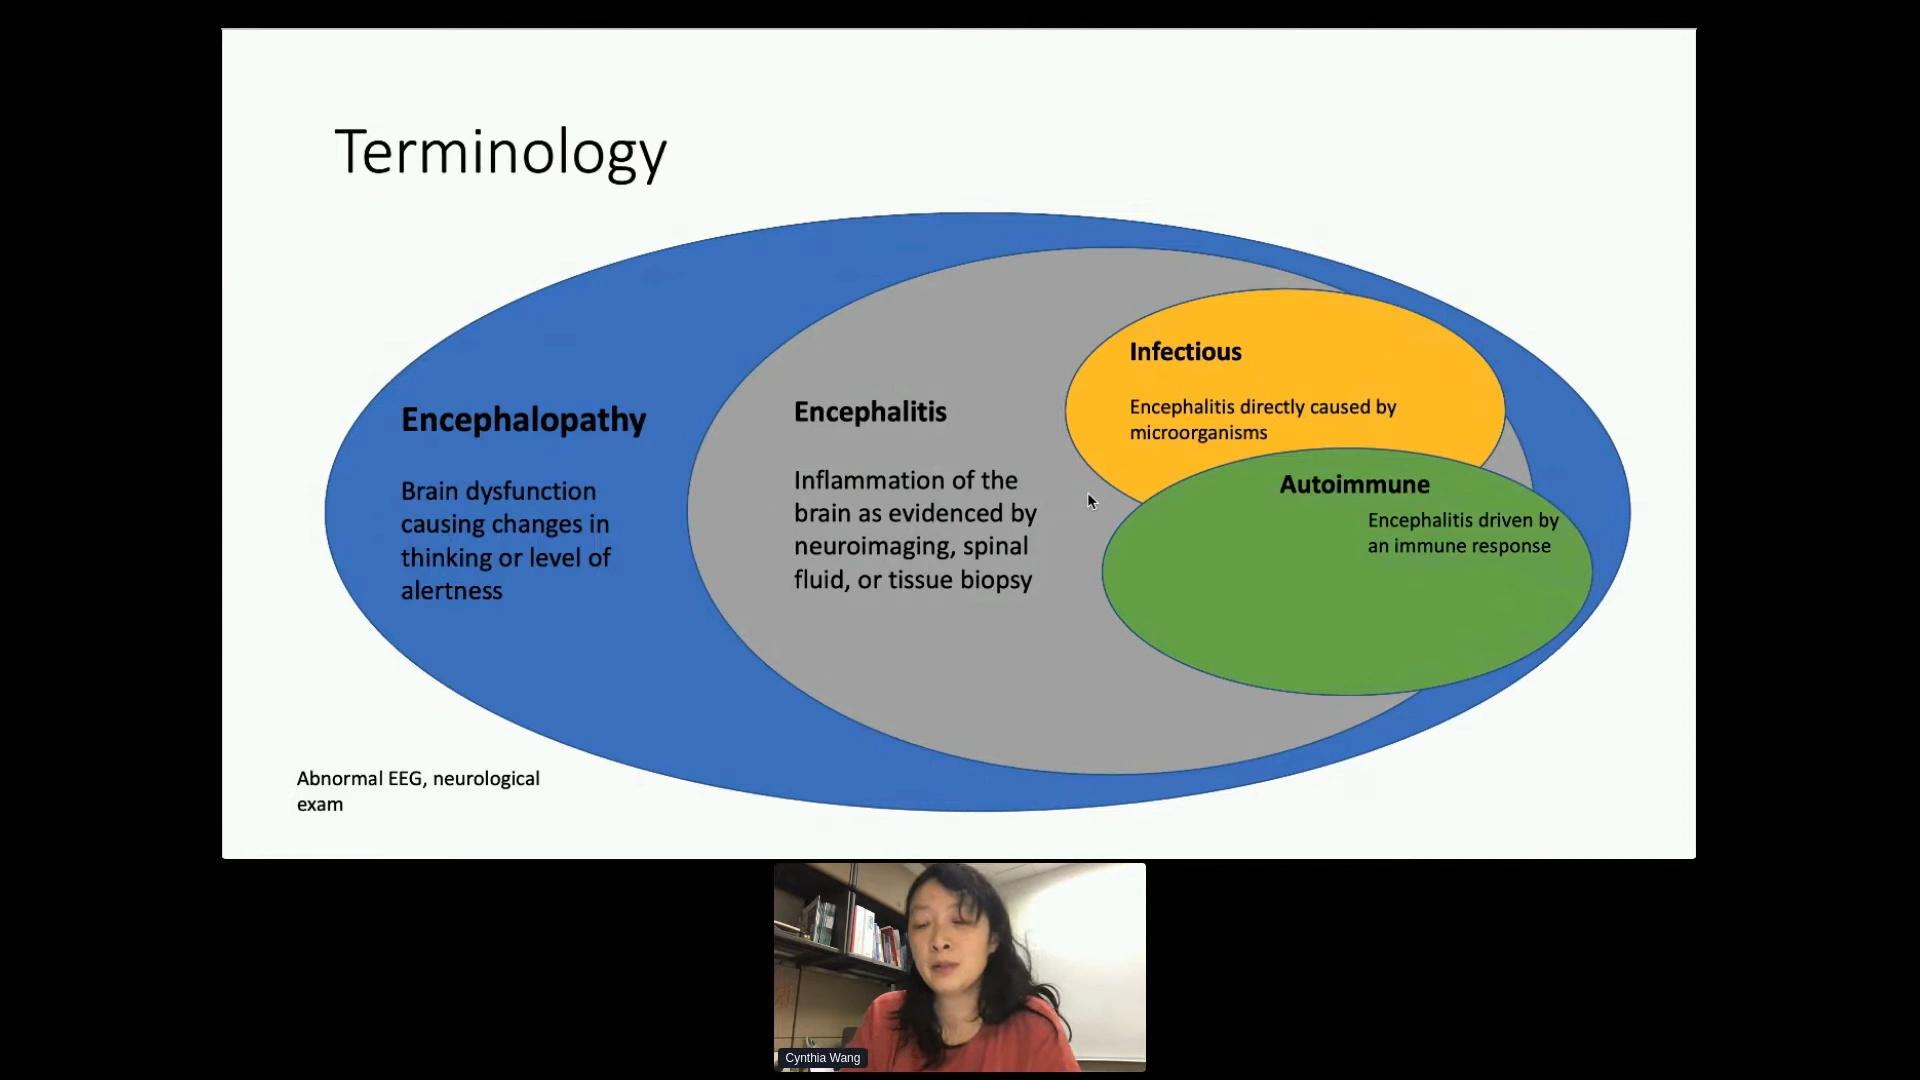 Terminology
Encephalopathy
Brain dysfunction
causing changes in
thinking or level of
alertness
Encephalitis
Inflammation of the
brain as evidenced by
neuroimaging, spinal
fluid, or tissue biopsy
Infectious
Encephalitis directly caused by
microorganisms
Autoimmune
Encephalitis driven by
an immune response
Abnormal EEG, neurological
exam
Cynthia Wang